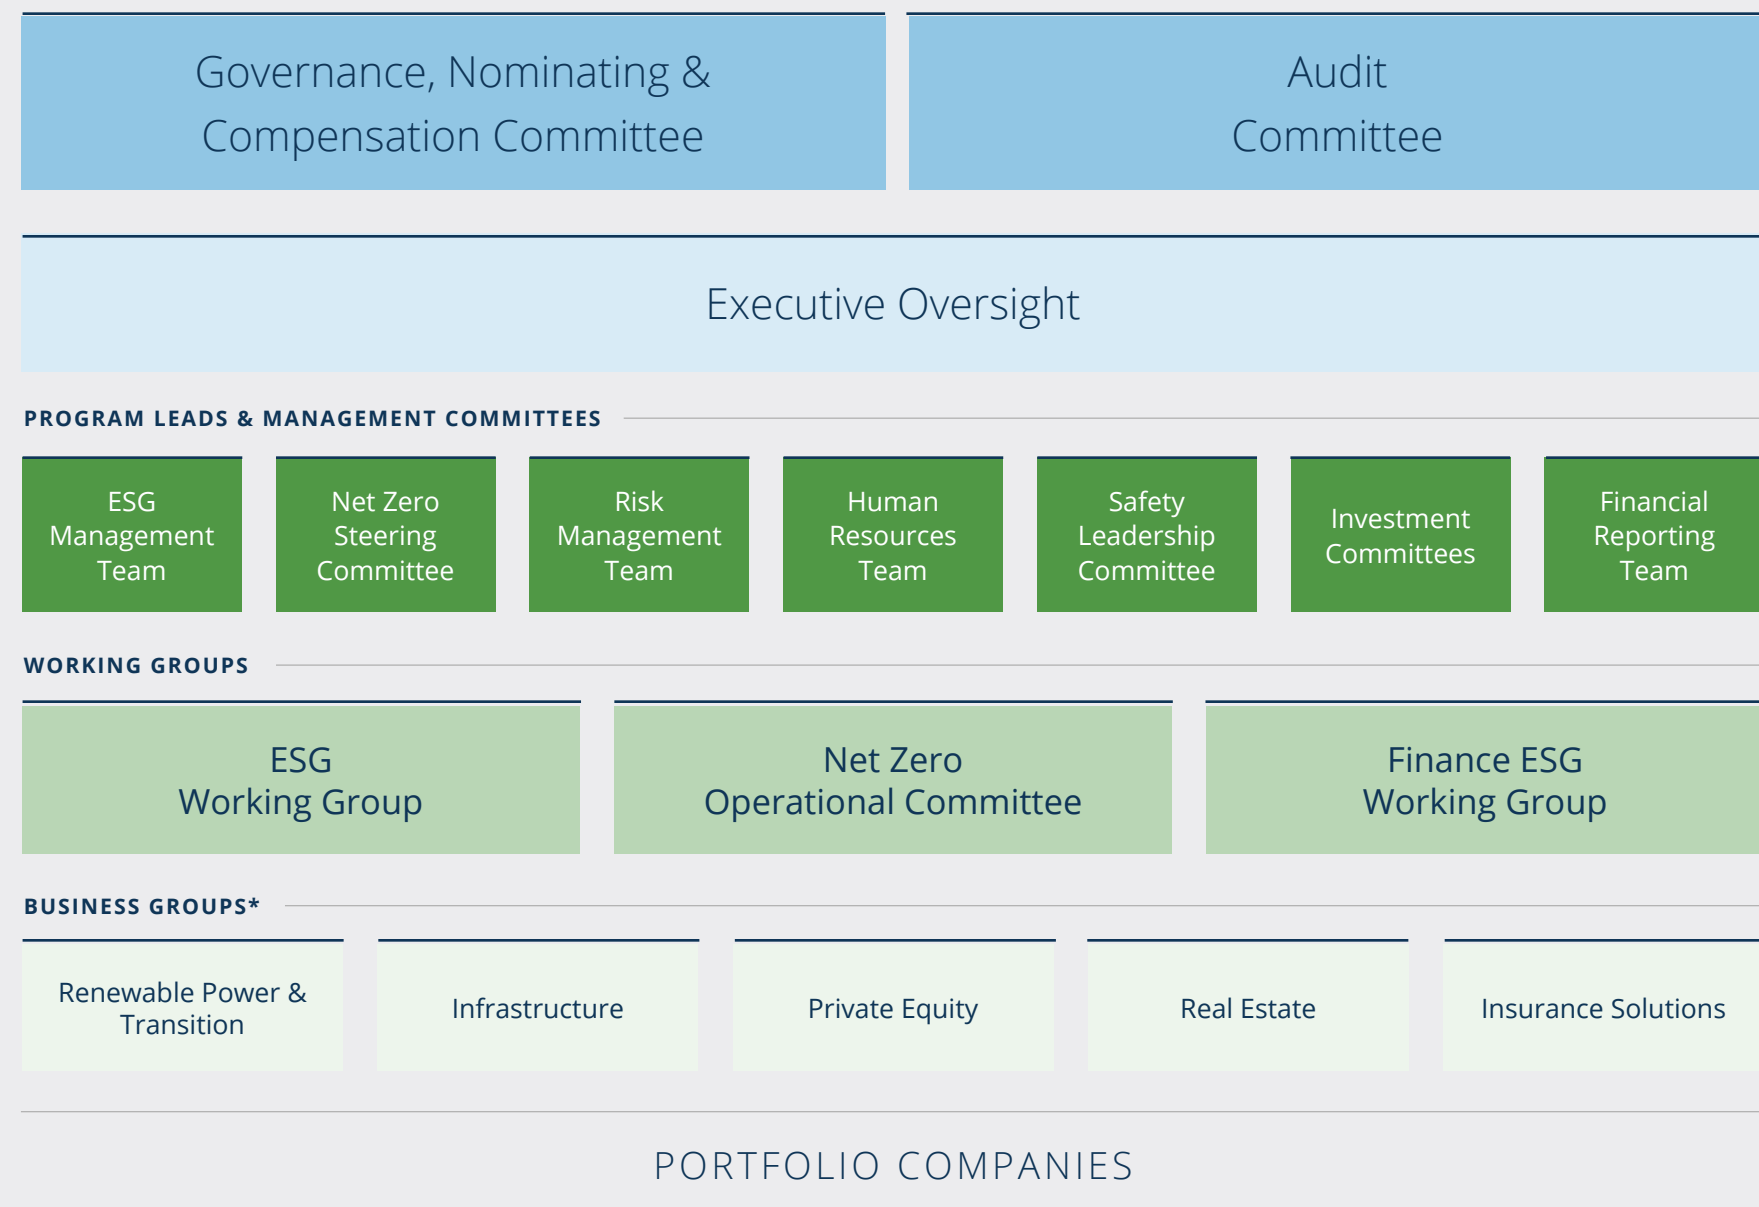 Governance, Nominating &
Compensation Committee
Audit
Committee
Executive Oversight
PROGRAM LEADS & MANAGEMENT COMMITTEES
ESG
Management
Team
Net Zero
Steering
Committee
Risk
Management
Team
Human
Resources
Team
Safety
Leadership
Committee
Investment
Committees
Financial
Reporting
Team
WORKING GROUPS
ESG
Working Group
Net Zero
Operational Committee
Finance ESG
Working Group
BUSINESS GROUPS*
Renewable Power &
Transition
Infrastructure
Private Equity
Real Estate
Insurance Solutions
PORTFOLIO COMPANIES